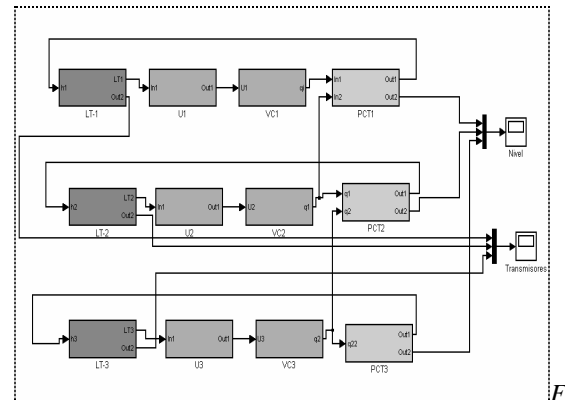 h1 LT1 Out2 LT-1
In1 Out1 U1
U1 qi VC1
In1 In2 Out1 Out2 PCT1
Nivel
h2 LT2 Out2 LT-2
In1 Out1 U2
U2 q1 VC2
q1 q2 Out1 Out2 PCT2
Transmisores
h3 LT3 Out2 LT-3
In1 Out1 U3
U3 q2 VC3
q22 Out1 Out2 PCT3
F